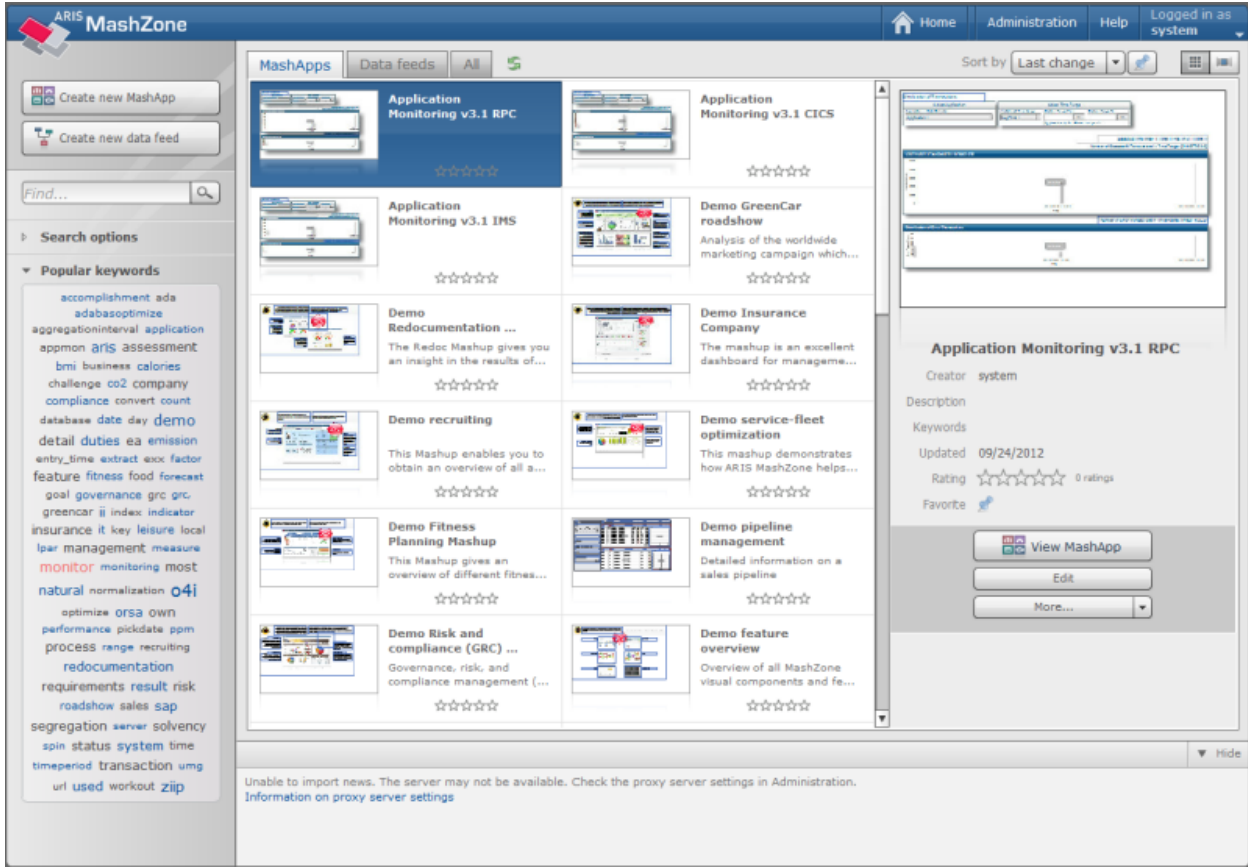 ARIS MashZone
Home
Administration
Help
Logged in as
system
Create new MashApp
Create new data feed
Find...
Search options
Popular keywords
accomplishment ada
adabasoptimize
aggregationinterval application
appmon aris assessment
bmi business calories
challenge co2 company
compliance convert count
database date day demo
detail duties ea emission
entry_time extract exx factor
feature fitness food forecast
goal governance grc grc,
greencar ii index indicator
insurance it key leisure local
lpar management measure
monitor monitoring most
natural normalization o4i
optimize orsa own
performance pickdate ppm
process range recruiting
redocumentation
requirements result risk
roadshow sales sap
segregation server solvency
spin status system time
timeperiod transaction umg
url used workout ziip
MashApps
Data feeds
All
Sort by
Last change
Application
Monitoring v3.1 RPC
Application
Monitoring v3.1 CICS
Application
Monitoring v3.1 IMS
Demo GreenCar
roadshow
Analysis of the worldwide
marketing campaign which...
Demo
Redocumentation ...
The Redoc Mashup gives you
an insight in the results of...
Demo Insurance
Company
The mashup is an excellent
dashboard for manageme...
Demo recruiting
This Mashup enables you to
obtain an overview of all a...
Demo service-fleet
optimization
This mashup demonstrates
how ARIS MashZone helps...
Demo Fitness
Planning Mashup
This Mashup gives an
overview of different fitnes...
Demo pipeline
management
Detailed information on a
sales pipeline
Demo Risk and
compliance (GRC) ...
Governance, risk, and
compliance management (...
Demo feature
overview
Overview of all MashZone
visual components and fe...
Application Monitoring v3.1 RPC
Creator system
Description
Keywords
Updated 09/24/2012
Rating 0 ratings
Favorite
View MashApp
Edit
More...
Hide
Unable to import news. The server may not be available. Check the proxy server settings in Administration.
Information on proxy server settings